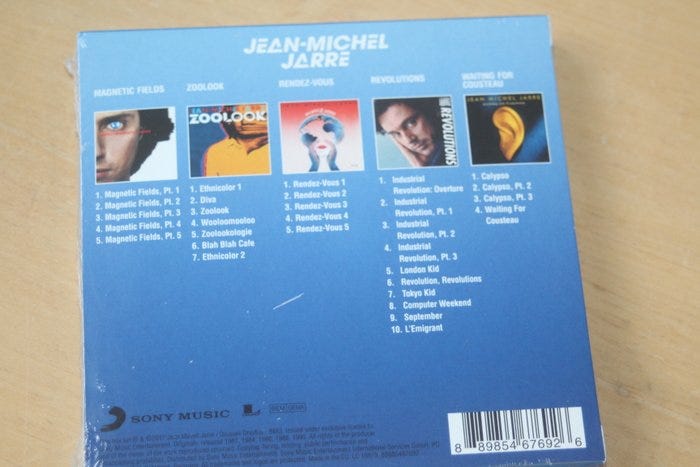 JEAN-MICHEL
JARRE
MAGNETIC FIELDS
1. Magnetic Fields, Pt. 1
2. Magnetic Fields, Pt. 2
3. Magnetic Fields, Pt. 3
4. Magnetic Fields, Pt. 4
5. Magnetic Fields, Pt. 5
ZOOLOOK
ZOOLOOK
1. Ethnicolor 1
2. Diva
3. Zoolook
4. Wooloomooloo
5. Zoolookologie
6. Blah Blah Cafe
7. Ethnicolor 2
RENDEZ-VOUS
1. Rendez-Vous 1
2. Rendez-Vous 2
3. Rendez-Vous 3
4. Rendez-Vous 4
5. Rendez-Vous 5
REVOLUTIONS
REVOLUTIONS
1. Industrial
Revolution: Overture
2. Industrial
Revolution, Pt. 1
3. Industrial
Revolution, Pt. 2
4. Industrial
Revolution, Pt. 3
5. London Kid
6. Revolution, Revolutions
7. Tokyo Kid
8. Computer Weekend
9. September
10. L'Emigrant
WAITING FOR
COUSTEAU
JEAN MICHEL JARRE
1. Calypso
2. Calypso, Pt. 2
3. Calypso, Pt. 3
4. Waiting For
Cousteau
SONY MUSIC
8 89854 67692 6